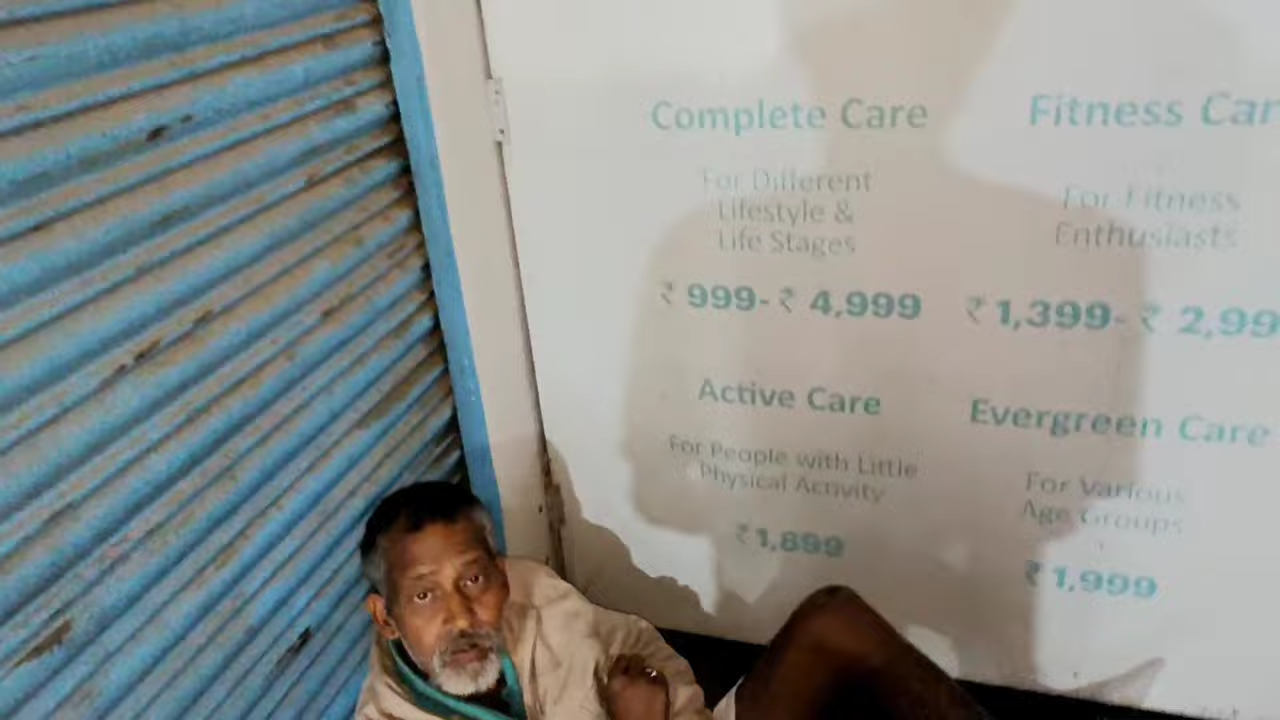 Complete Care
For Different
Lifestyle &
Life Stages
₹ 999-₹ 4,999
Fitness Car
For Fitness
Enthusiasts
₹1,399-₹ 2,99
Active Care
For People with Little
Physical Activity
₹1,899
Evergreen Care
For Various
Age Groups
₹1,999